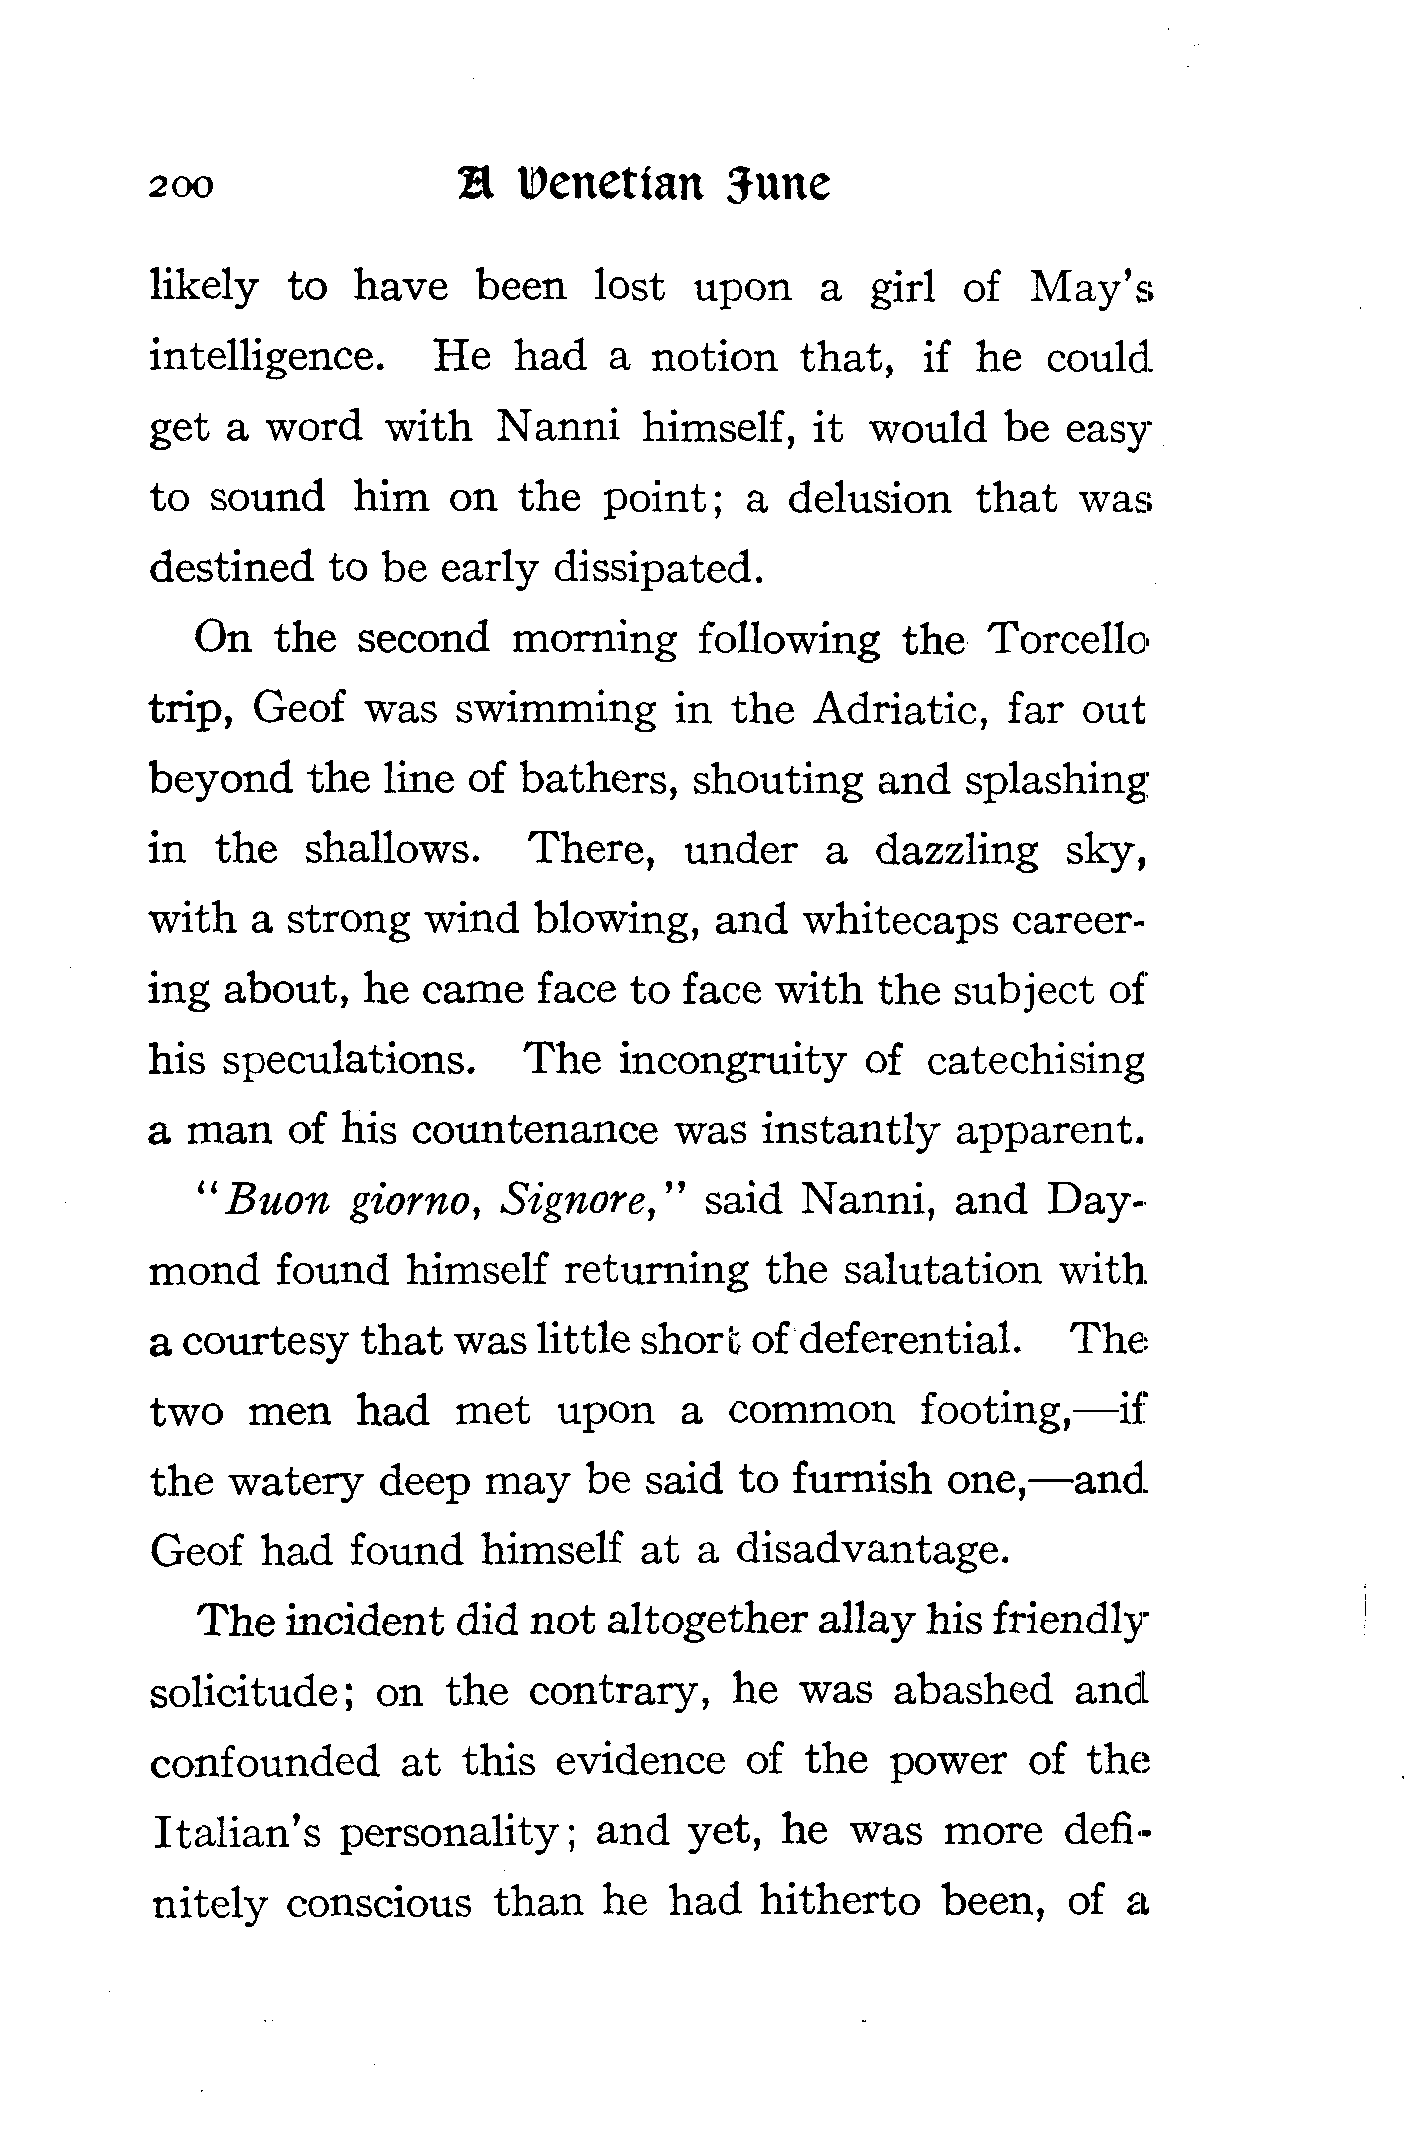 200 A Venetian June
likely to have been lost upon a girl of May's
intelligence. He had a notion that, if he could
get a word with Nanni himself, it would be easy
to sound him on the point; a delusion that was
destined to be early dissipated.
On the second morning following the Torcello
trip, Geof was swimming in the Adriatic, far out
beyond the line of bathers, shouting and splashing
in the shallows. There, under a dazzling sky,
with a strong wind blowing, and whitecaps career-
ing about, he came face to face with the subject of
his speculations. The incongruity of catechising
a man of his countenance was instantly apparent.
"Buon giorno, Signore," said Nanni, and Day-
mond found himself returning the salutation with
a courtesy that was little short of deferential. The
two men had met upon a common footing,—if
the watery deep may be said to furnish one,—and
Geof had found himself at a disadvantage.
The incident did not altogether allay his friendly
solicitude; on the contrary, he was abashed and
confounded at this evidence of the power of the
Italian's personality; and yet, he was more defi-
nitely conscious than he had hitherto been, of a